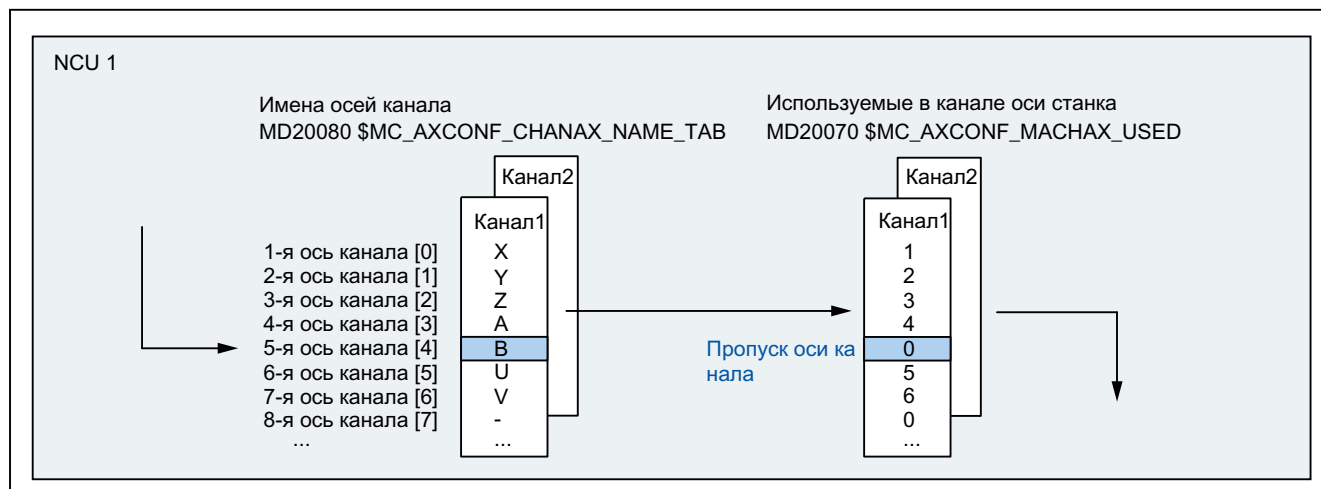 NCU 1
Имена осей канала
MD20080 $MC_AXCONF_CHANAX_NAME_TAB
Используемые в канале оси станка
MD20070 $MC_AXCONF_MACHAX_USED
Канал2
Канал1
1-я ось канала [0] X
2-я ось канала [1] Y
3-я ось канала [2] Z
4-я ось канала [3] A
5-я ось канала [4] B
6-я ось канала [5] U
7-я ось канала [6] V
8-я ось канала [7] -
... ...
Пропуск оси ка
нала
Канал2
Канал1
1
2
3
4
0
5
6
0
...